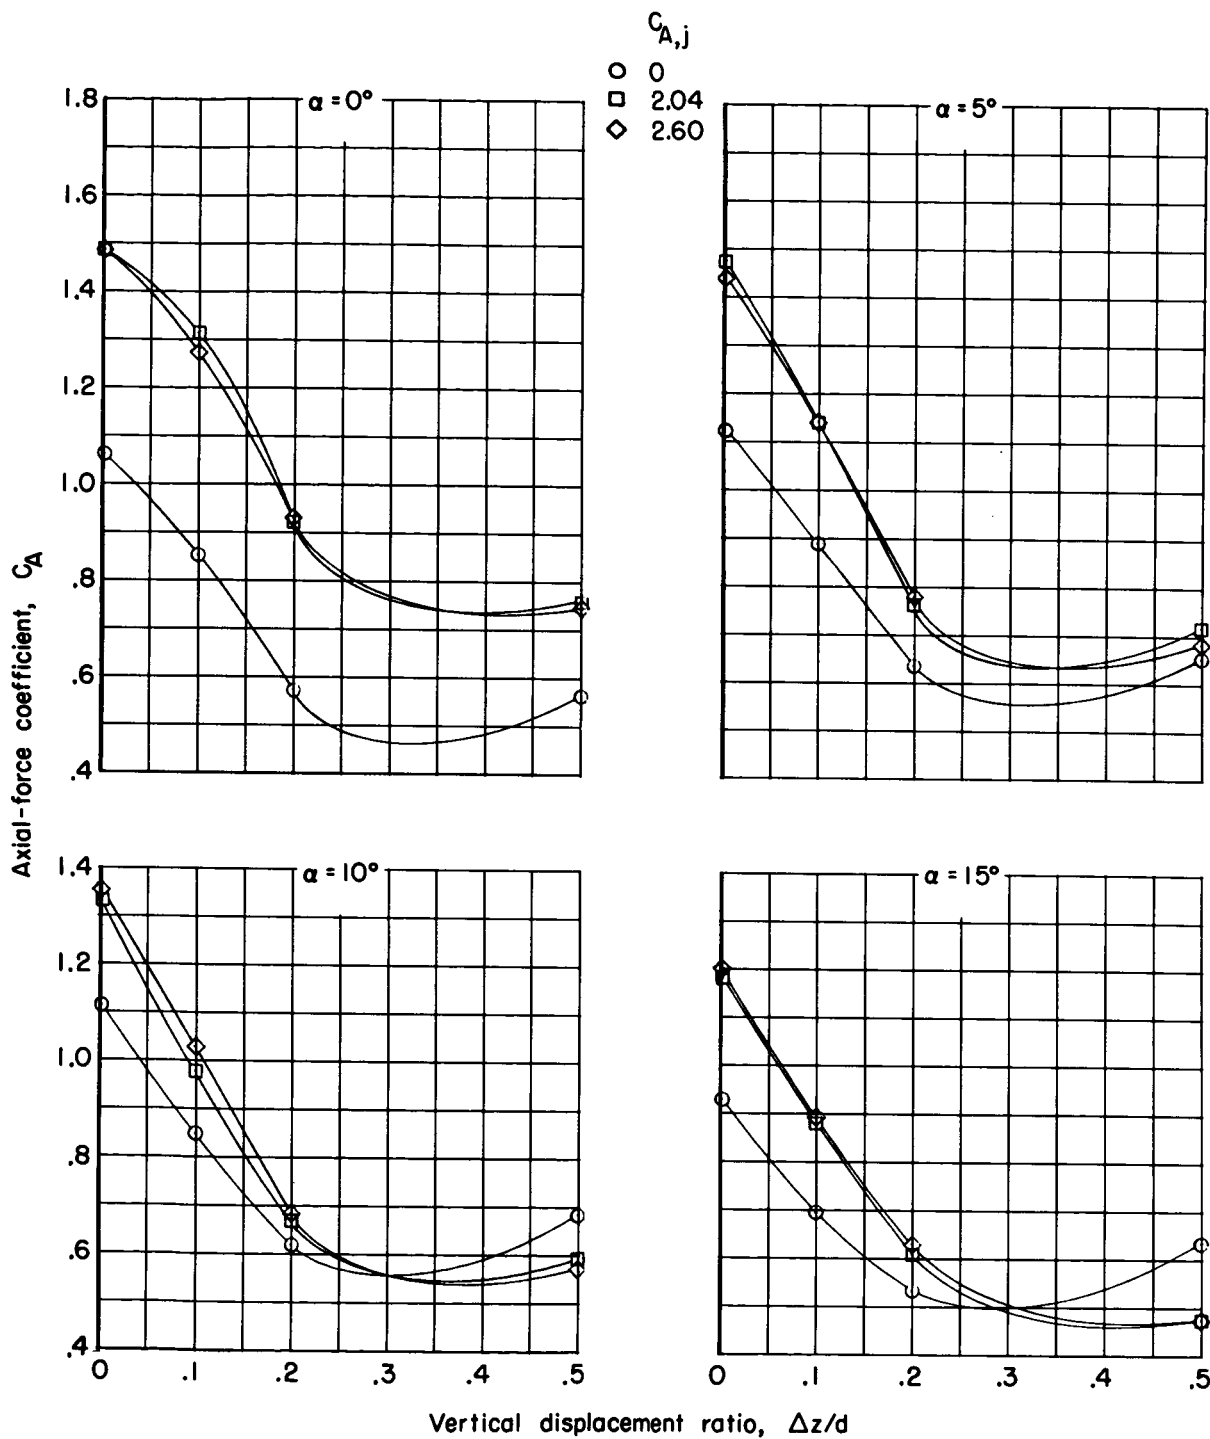 C_A,j
○ 0
□ 2.04
◇ 2.60
α = 0°
α = 5°
1.8
1.6
1.4
1.2
1.0
.8
.6
.4
Axial-force coefficient, C_A
α = 10°
α = 15°
1.4
1.2
1.0
.8
.6
.4
0 .1 .2 .3 .4 .5
0 .1 .2 .3 .4 .5
Vertical displacement ratio, Δz/d